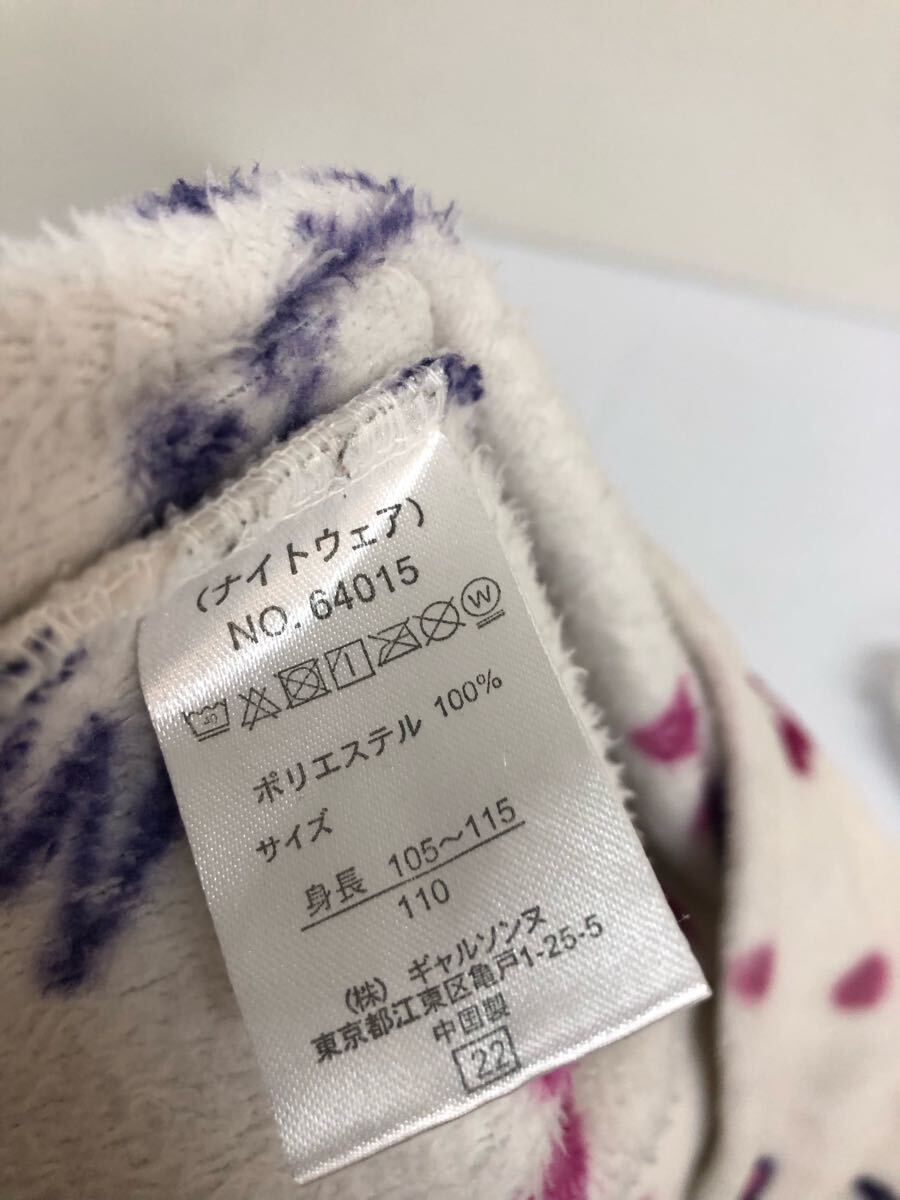 (ナイトウェア)
NO. 64015
40 W
ポリエステル 100%
サイズ
身長 105~115
110
(株) ギャルソンヌ
東京都江東区亀戸1-25-5
中国製
22